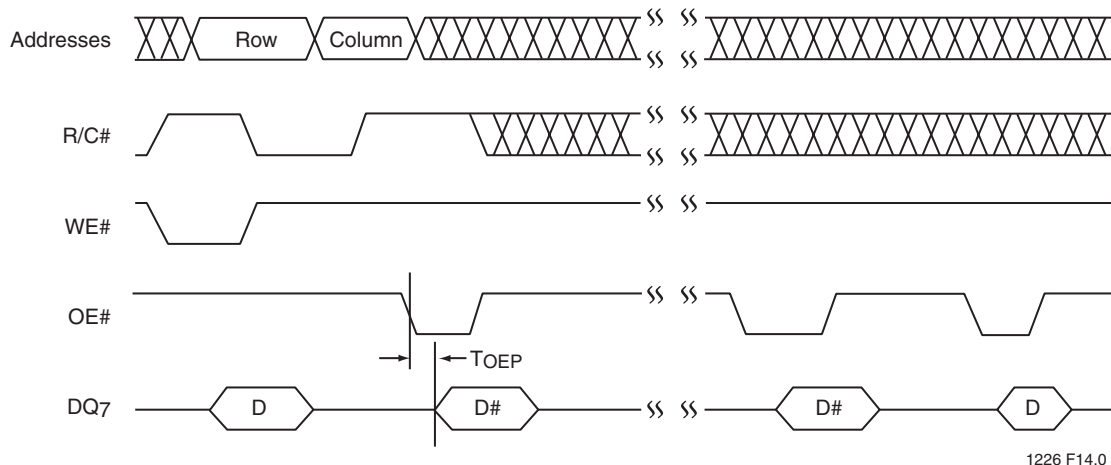 Addresses
Row
Column
R/C#
WE#
OE#
TOEP
DQ7
D
D#
D#
D
1226 F14.0